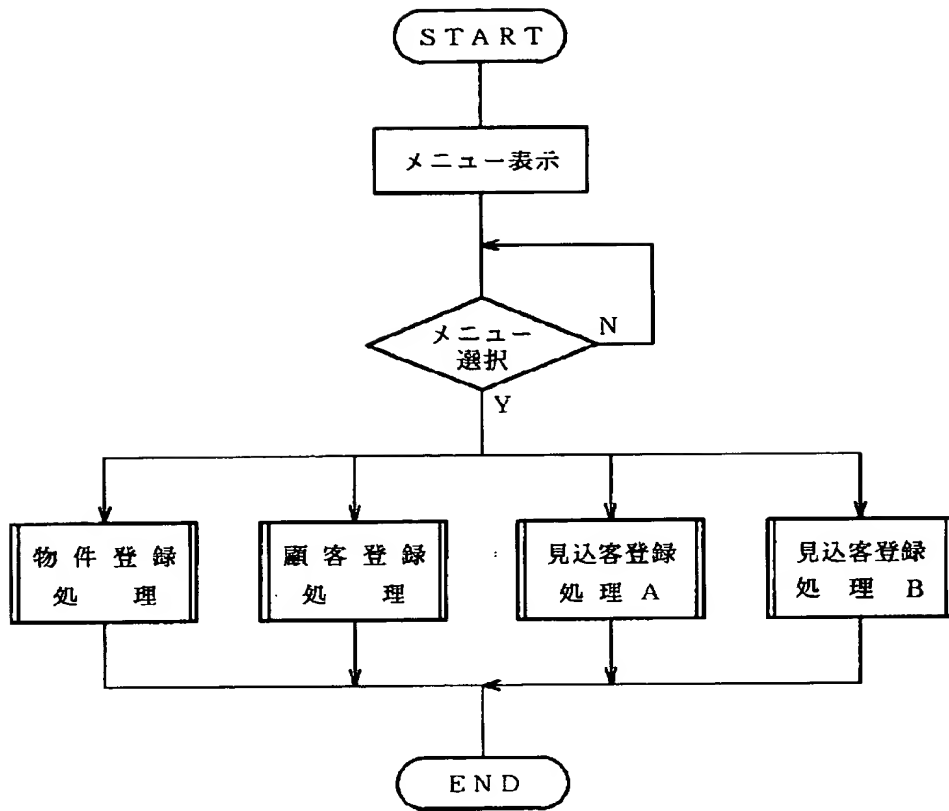 START
メニュー表示
メニュー
選択
N
Y
物件登録
処理
顧客登録
処理
見込客登録
処理A
見込客登録
処理B
END